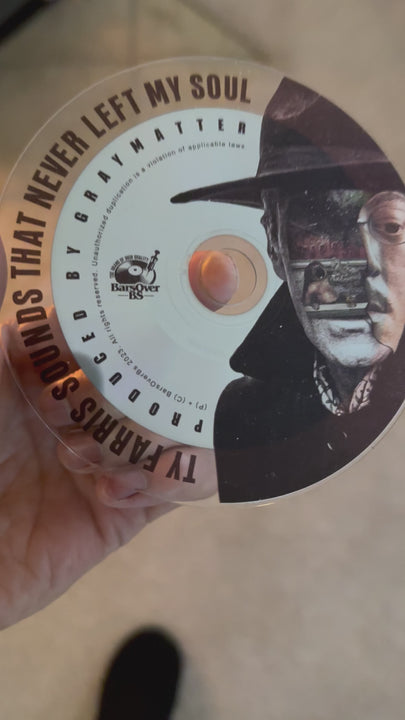 TY FARRIS SOUNDS THAT NEVER LEFT MY SOUL
PRODUCED BY GRAYMATTER
(P) + (C) BarsOverBs 2023. All rights reserved. Unauthorized duplication is a violation of applicable laws
BARSOVER
BS